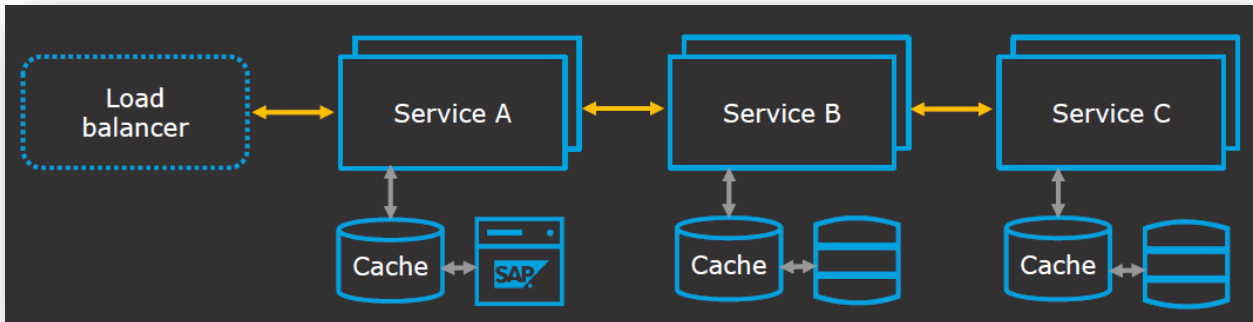 Load
balancer
Service A
Service B
Service C
Cache
SAP
Cache
Cache